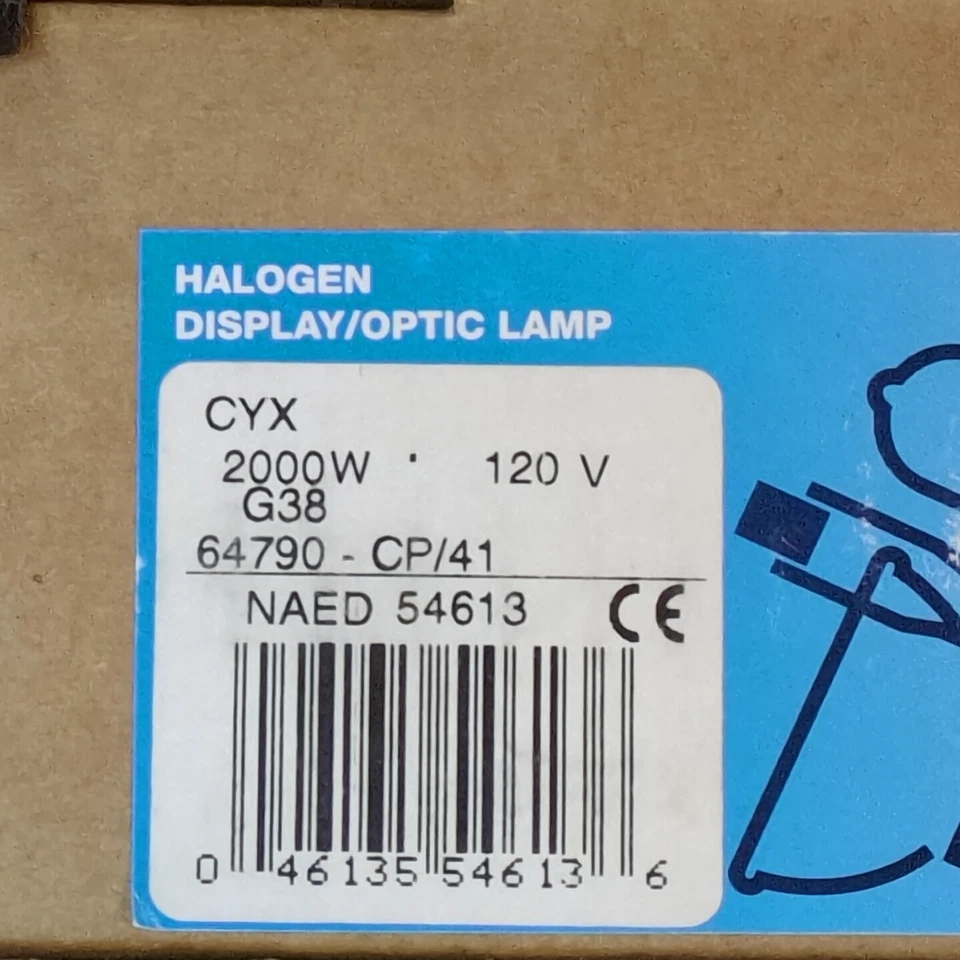 HALOGEN
DISPLAY/OPTIC LAMP
CYX
2000W · 120 V
G38
64790 - CP/41
NAED 54613 CE
0 46135 54613 6